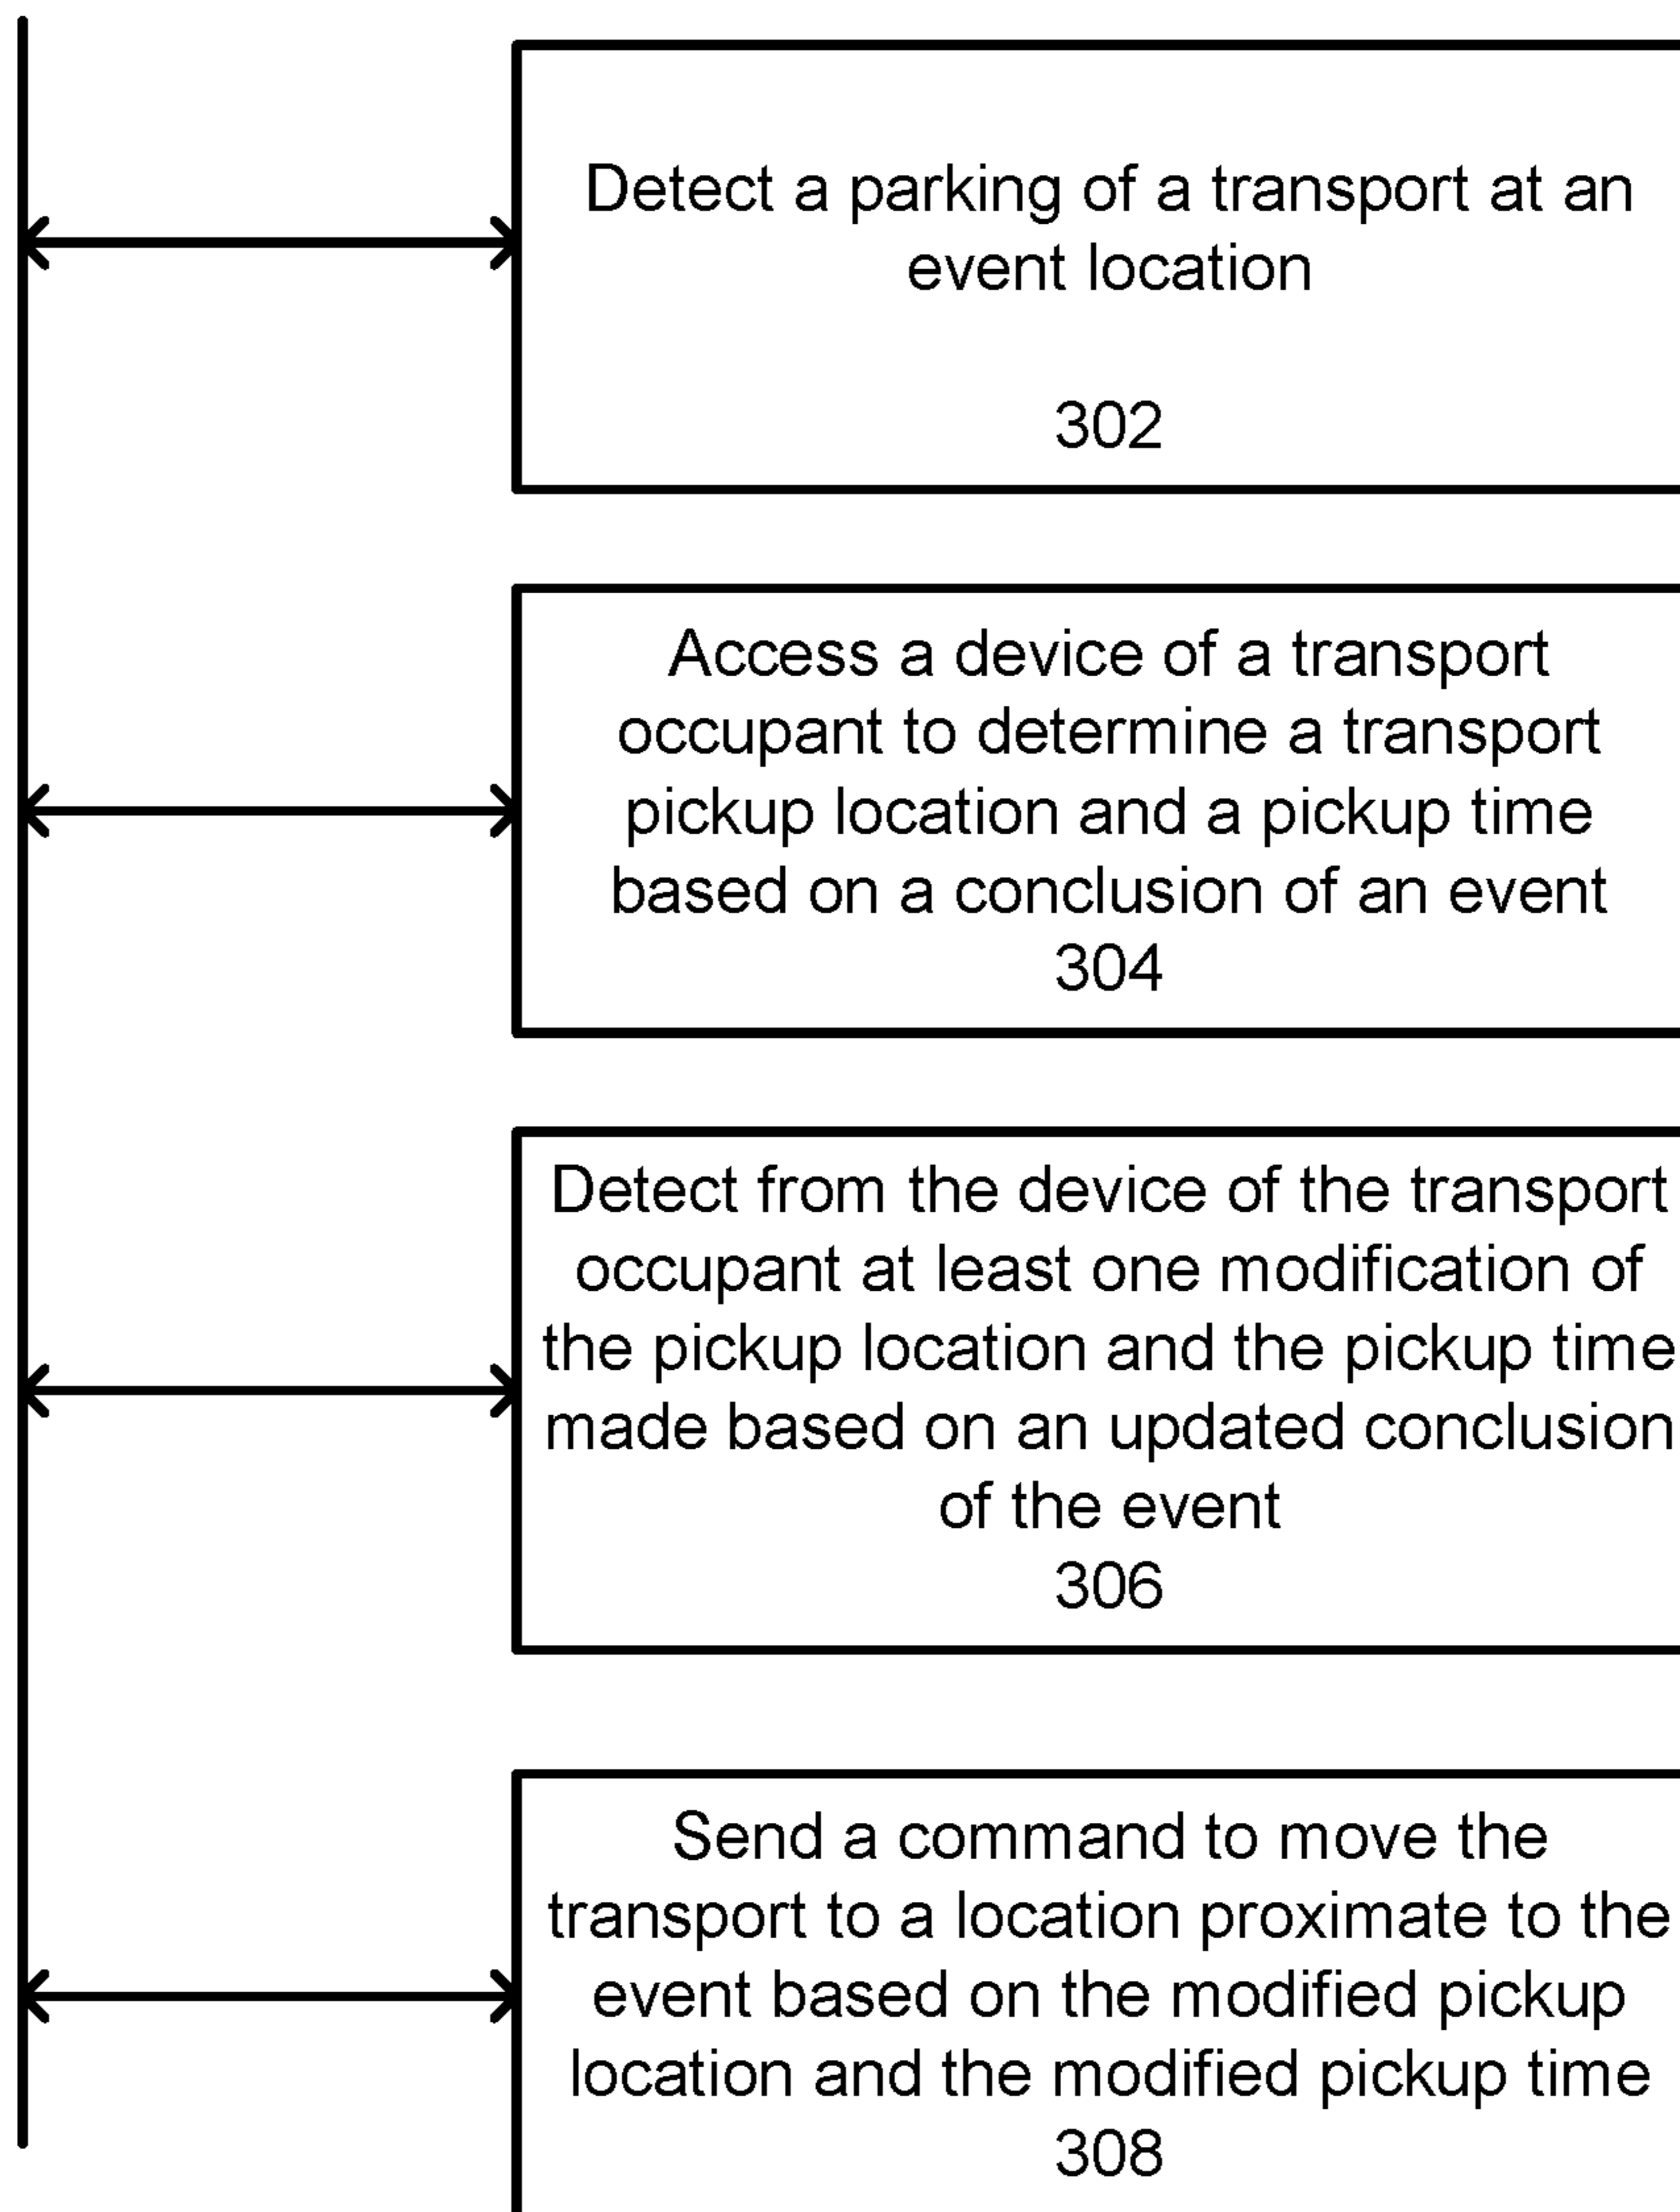 Detect a parking of a transport at an
event location
302
Access a device of a transport
occupant to determine a transport
pickup location and a pickup time
based on a conclusion of an event
304
Detect from the device of the transport
occupant at least one modification of
the pickup location and the pickup time
made based on an updated conclusion
of the event
306
Send a command to move the
transport to a location proximate to the
event based on the modified pickup
location and the modified pickup time
308